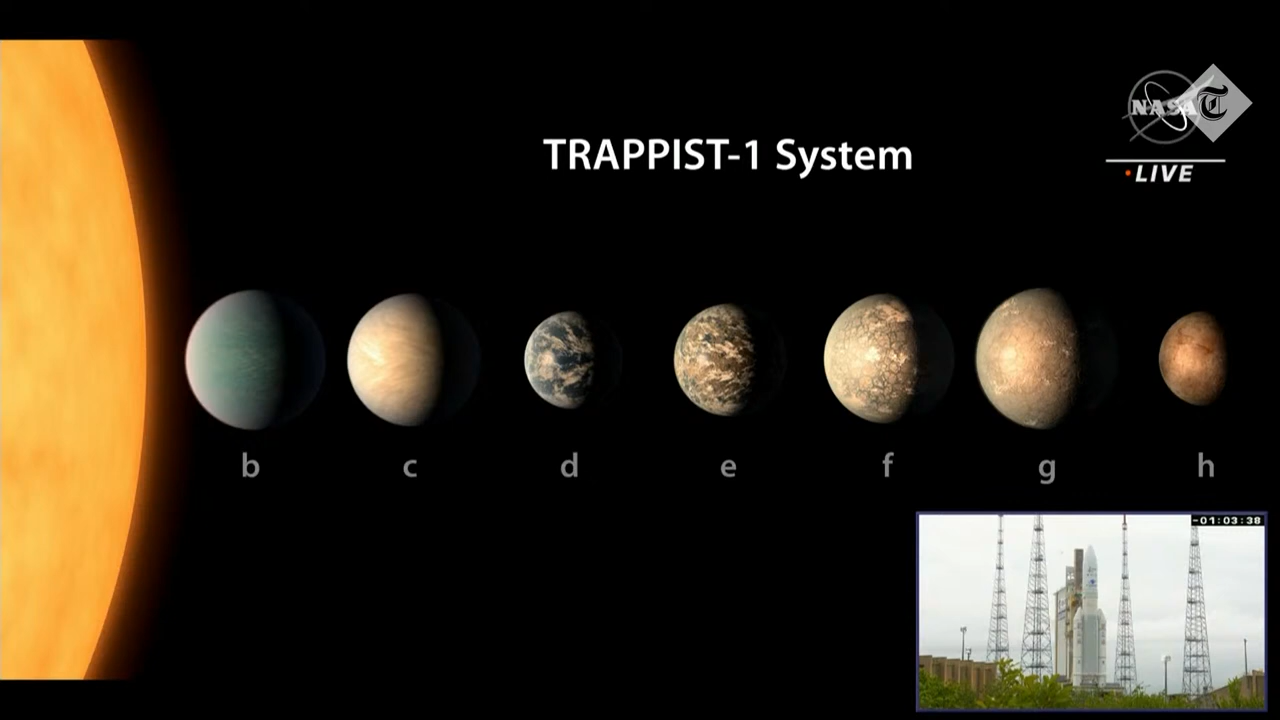 TRAPPIST-1 System
NASA
T
LIVE
b c d e f g h
-01:03:38